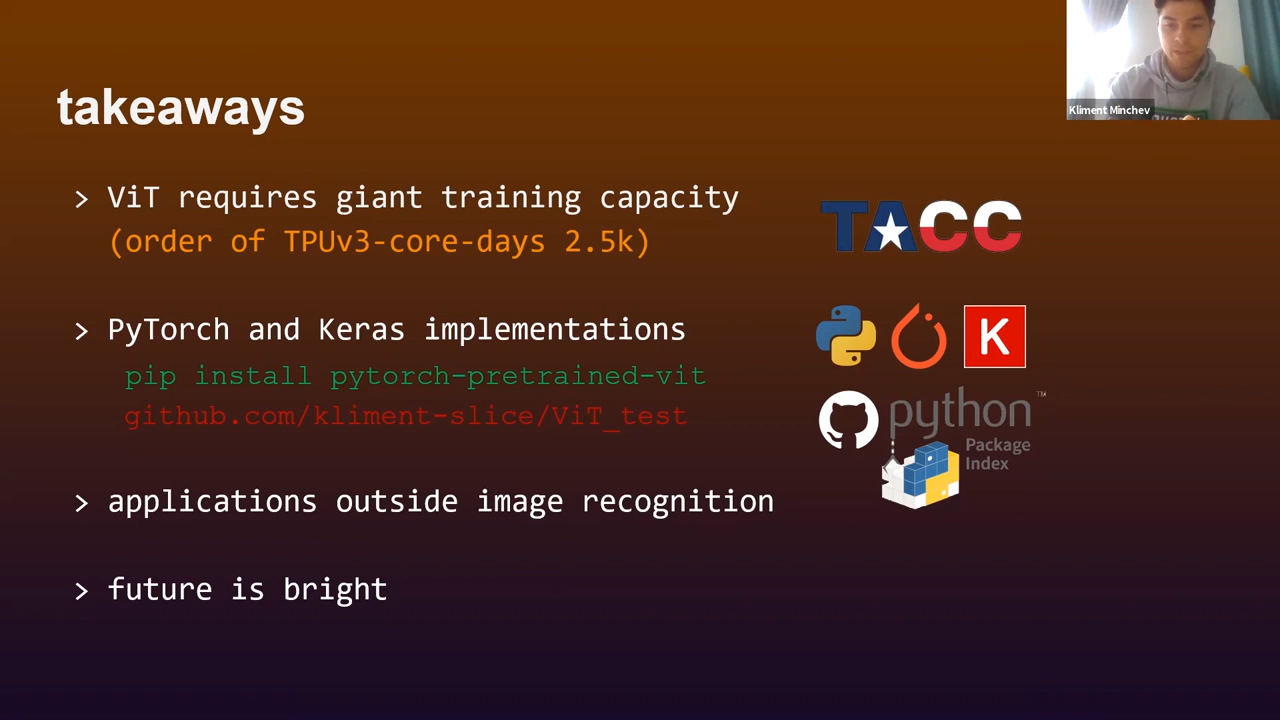 takeaways
Kliment Minchev
> ViT requires giant training capacity
(order of TPUv3-core-days 2.5k)
TACC
> PyTorch and Keras implementations
pip install pytorch-pretrained-vit
github.com/kliment-slice/ViT_test
K
python™
Package
Index
> applications outside image recognition
> future is bright